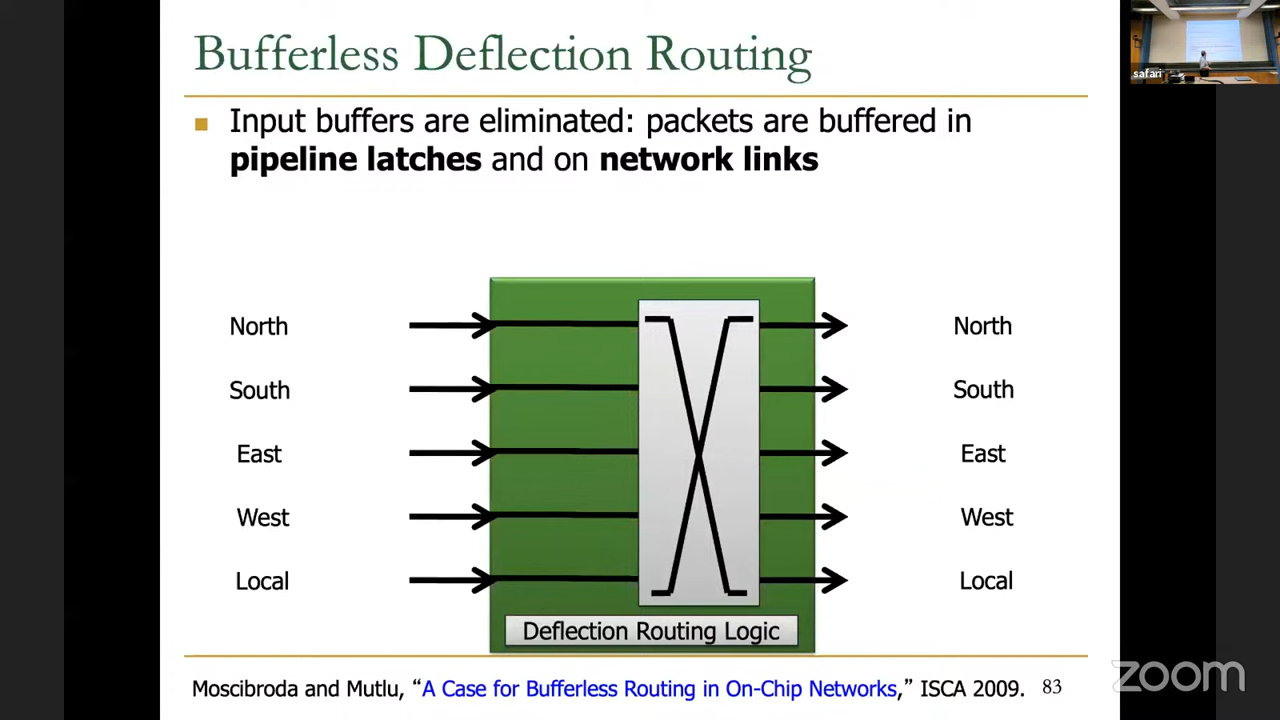 Bufferless Deflection Routing
safari
Input buffers are eliminated: packets are buffered in
pipeline latches and on network links
North
North
South
South
East
East
West
West
Local
Local
Deflection Routing Logic
Moscibroda and Mutlu, “A Case for Bufferless Routing in On-Chip Networks,” ISCA 2009. 83
zoom